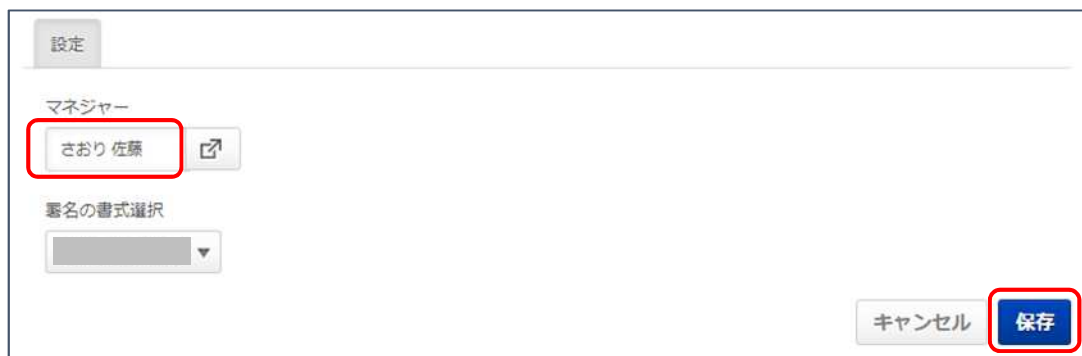 設定
マネジャー
さおり 佐藤
署名の書式選択
キャンセル 保存